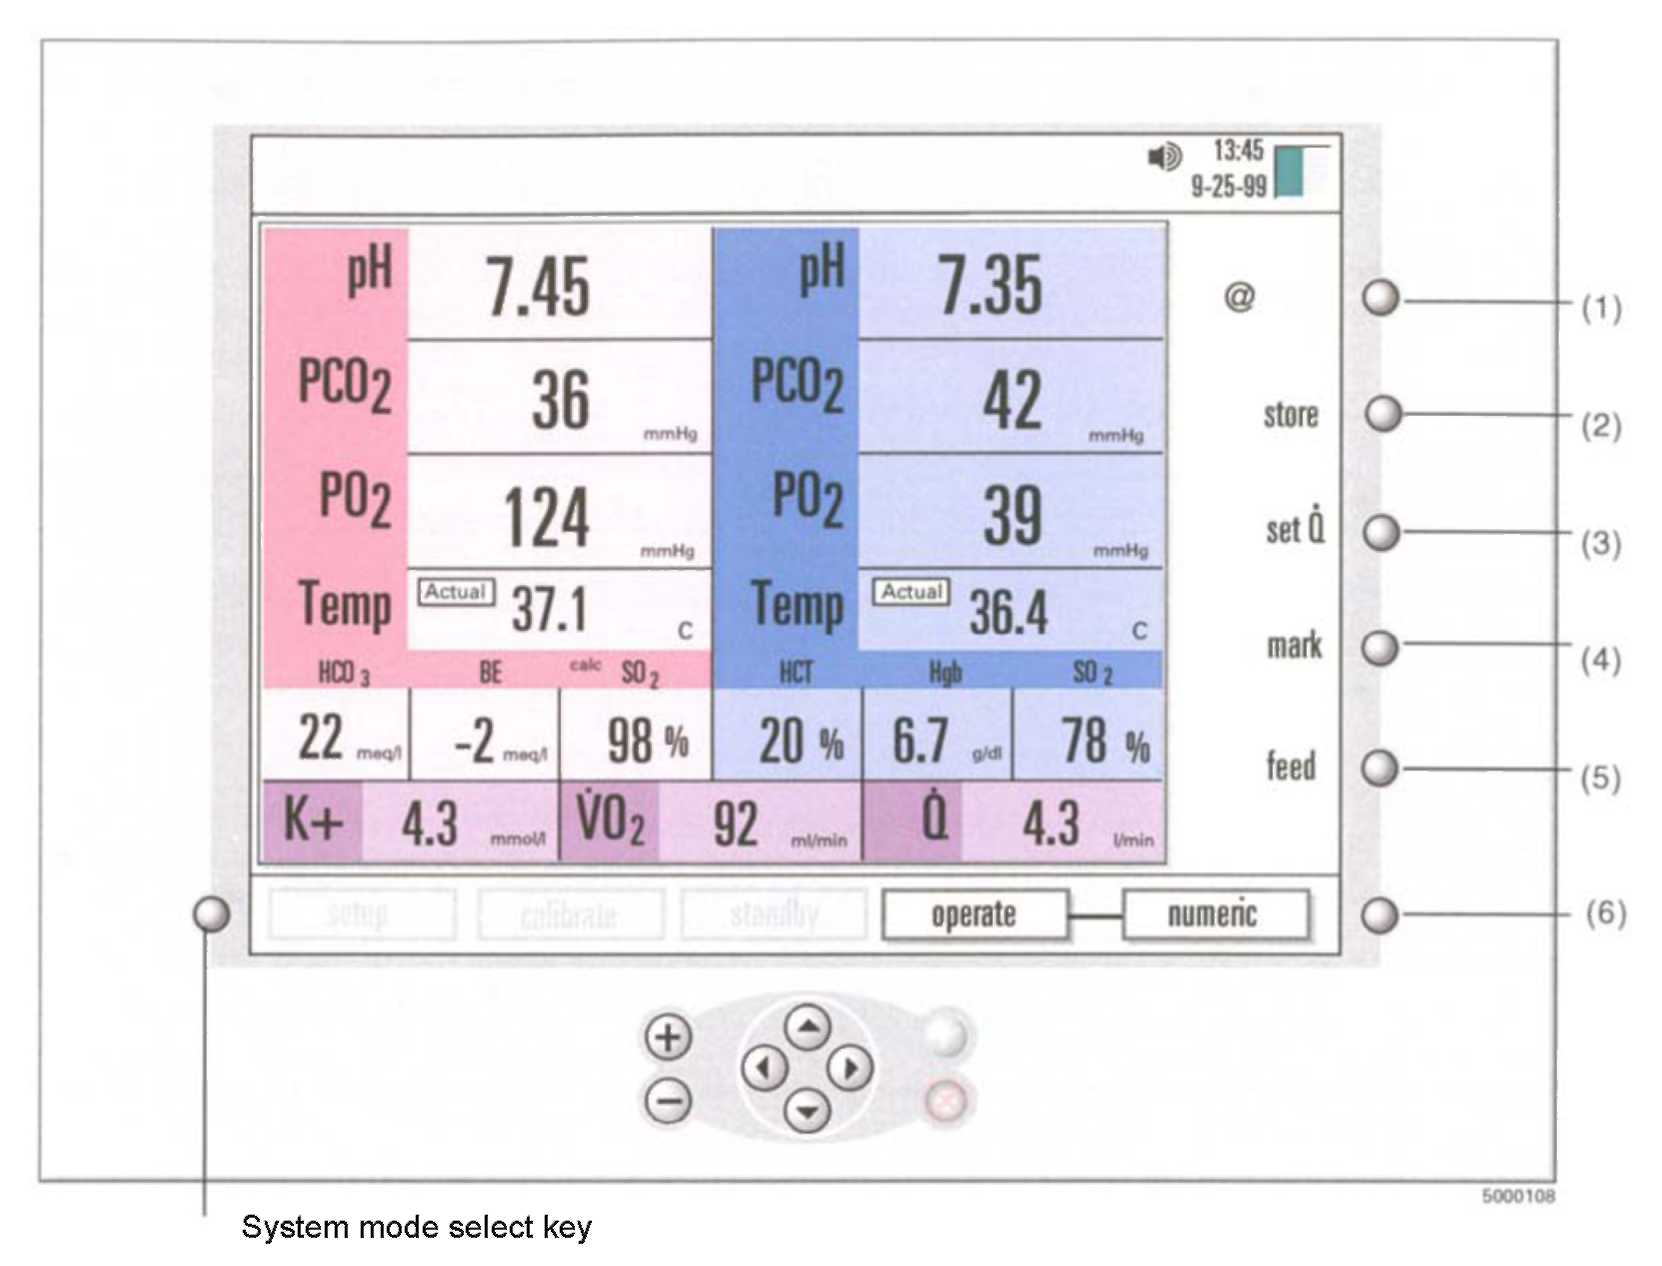 13:45
9-25-99
pH 7.45 pH 7.35 @ (1)
PCO2 36 mmHg PCO2 42 mmHg store (2)
PO2 124 mmHg PO2 39 mmHg set Q̇ (3)
Temp Actual 37.1 C Temp Actual 36.4 C mark (4)
HCO3 BE calc SO2 HCT Hgb SO2
22 meq/l -2 meq/l 98 % 20 % 6.7 g/dl 78 % feed (5)
K+ 4.3 mmol/l V̇O2 92 ml/min Q̇ 4.3 l/min
setup calibrate standby operate numeric (6)
5000108
System mode select key